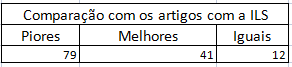 Comparação com os artigos com a ILS
Piores Melhores Iguais
79 41 12